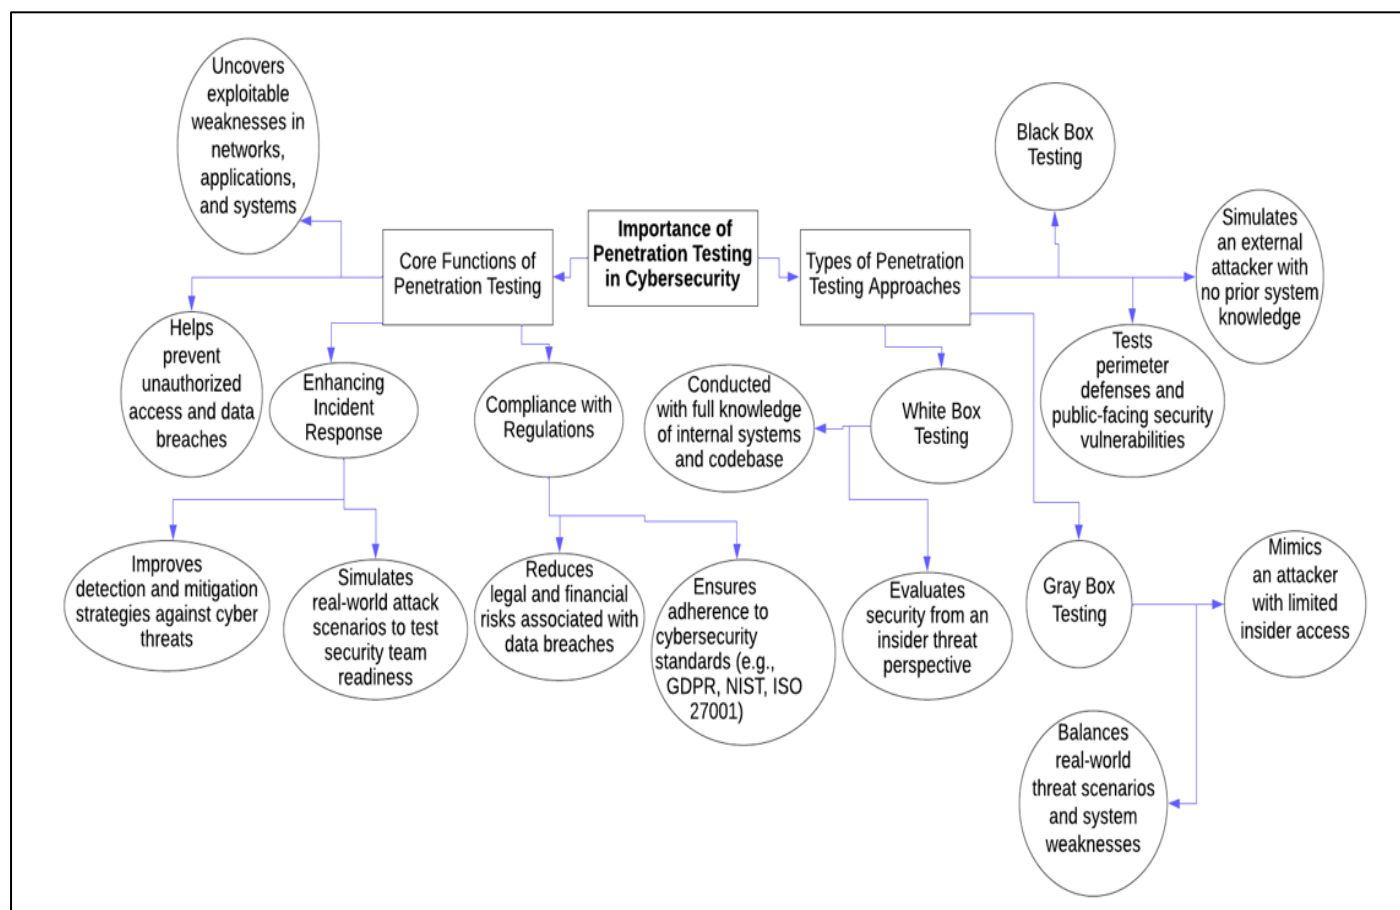 Importance of
Penetration Testing
in Cybersecurity
Core Functions of
Penetration Testing
Uncovers
exploitable
weaknesses in
networks,
applications,
and systems
Helps
prevent
unauthorized
access and data
breaches
Enhancing
Incident
Response
Improves
detection and mitigation
strategies against cyber
threats
Simulates
real-world attack
scenarios to test
security team
readiness
Compliance with
Regulations
Reduces
legal and financial
risks associated with
data breaches
Ensures
adherence to
cybersecurity
standards (e.g.,
GDPR, NIST, ISO
27001)
Types of Penetration
Testing Approaches
Black Box
Testing
Simulates
an external
attacker with
no prior system
knowledge
Tests
perimeter
defenses and
public-facing security
vulnerabilities
White Box
Testing
Conducted
with full knowledge
of internal systems
and codebase
Evaluates
security from an
insider threat
perspective
Gray Box
Testing
Mimics
an attacker
with limited
insider access
Balances
real-world
threat scenarios
and system
weaknesses